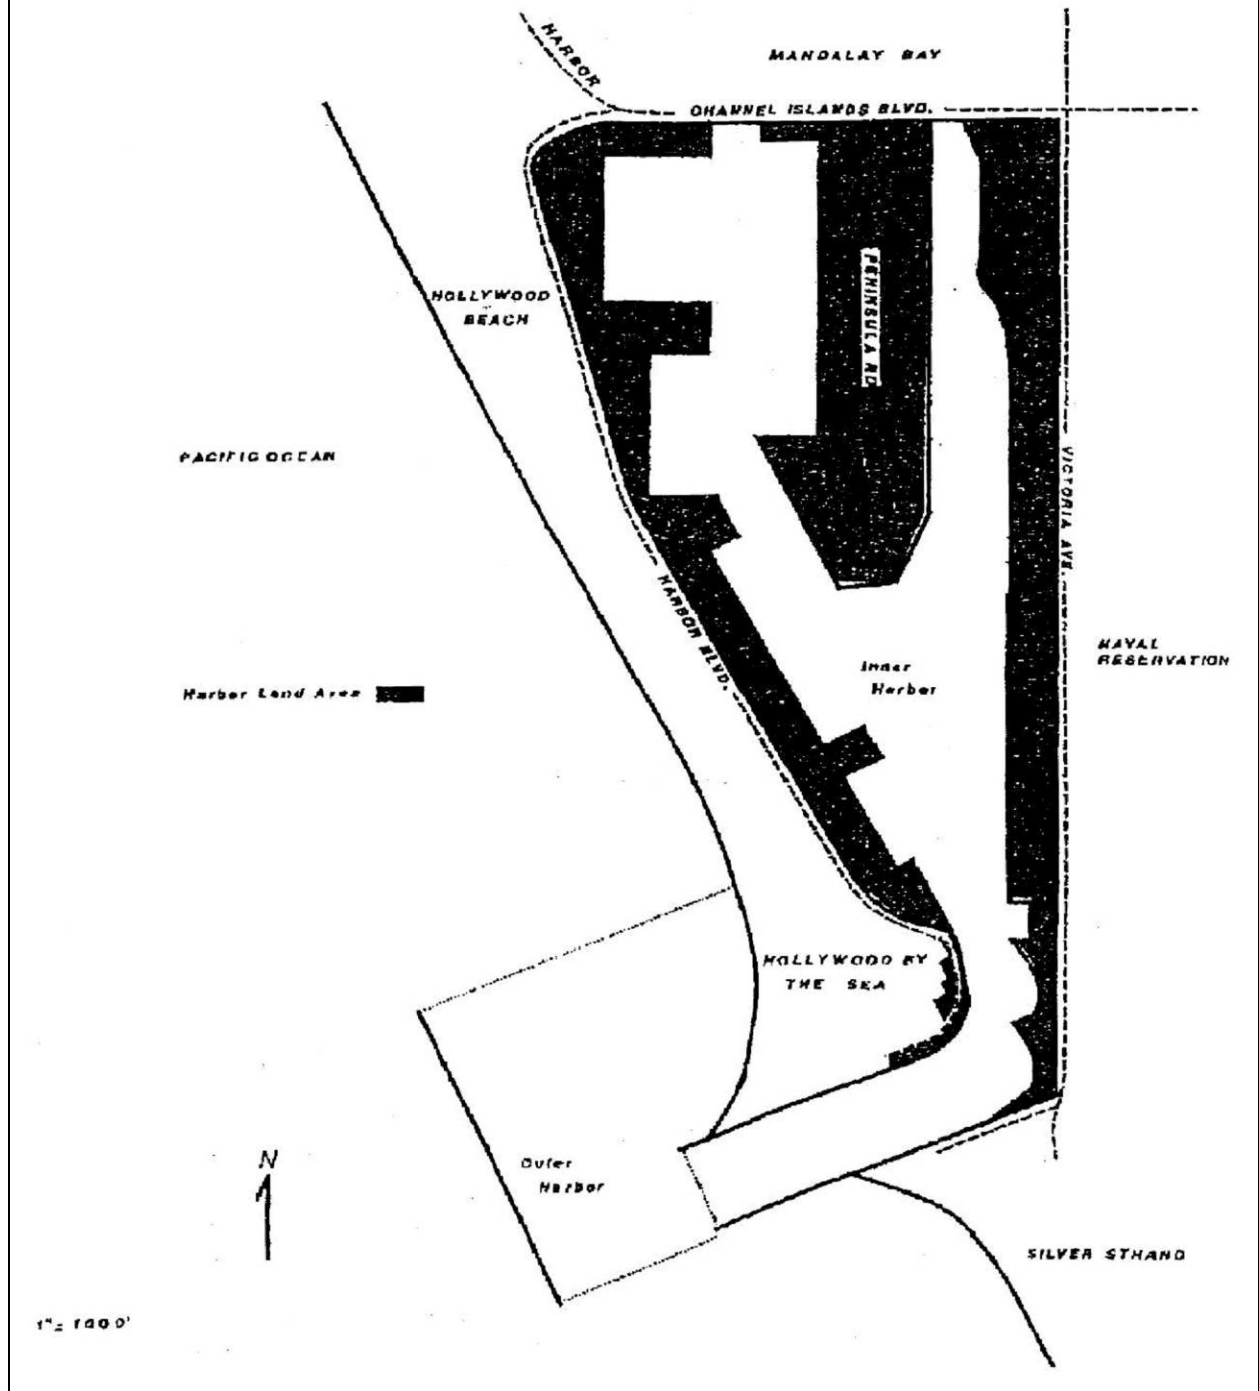 HARBOR
MANDALAY BAY
CHANNEL ISLANDS BLVD.
PENINSULA RD
HOLLYWOOD
BEACH
PACIFIC OCEAN
VICTORIA AVE.
HARBOR BLVD.
NAVAL
RESERVATION
Inner
Harbor
Harbor Land Area
HOLLYWOOD BY
THE SEA
N
Outer
Harbor
SILVER STRAND
1"= 1000'